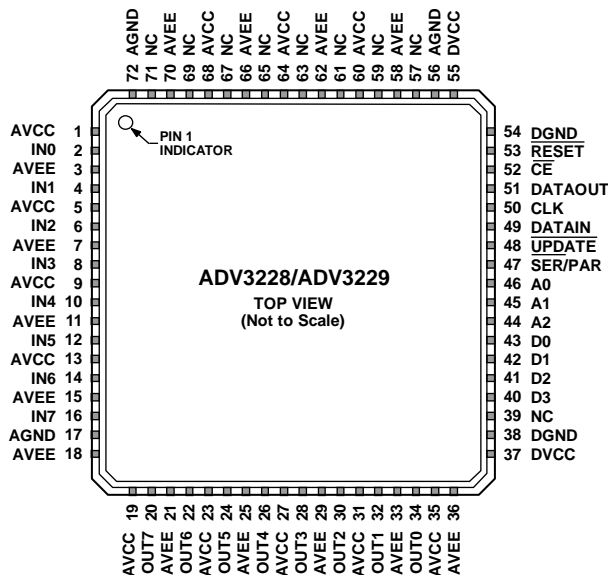 72 AGND
71 NC
70 AVEE
69 NC
68 AVCC
67 NC
66 AVEE
65 NC
64 AVCC
63 NC
62 AVEE
61 NC
60 AVCC
59 NC
58 AVEE
57 NC
56 AGND
55 DVCC
AVCC 1
IN0 2
AVEE 3
IN1 4
AVCC 5
IN2 6
AVEE 7
IN3 8
AVCC 9
IN4 10
AVEE 11
IN5 12
AVCC 13
IN6 14
AVEE 15
IN7 16
AGND 17
AVEE 18
PIN 1
INDICATOR
ADV3228/ADV3229
TOP VIEW
(Not to Scale)
54 DGND
53 RESET
52 CE
51 DATAOUT
50 CLK
49 DATAIN
48 UPDATE
47 SER/PAR
46 A0
45 A1
44 A2
43 D0
42 D1
41 D2
40 D3
39 NC
38 DGND
37 DVCC
AVCC 19
OUT7 20
AVEE 21
OUT6 22
AVCC 23
OUT5 24
AVEE 25
OUT4 26
AVCC 27
OUT3 28
AVEE 29
OUT2 30
AVCC 31
OUT1 32
AVEE 33
OUT0 34
AVCC 35
AVEE 36